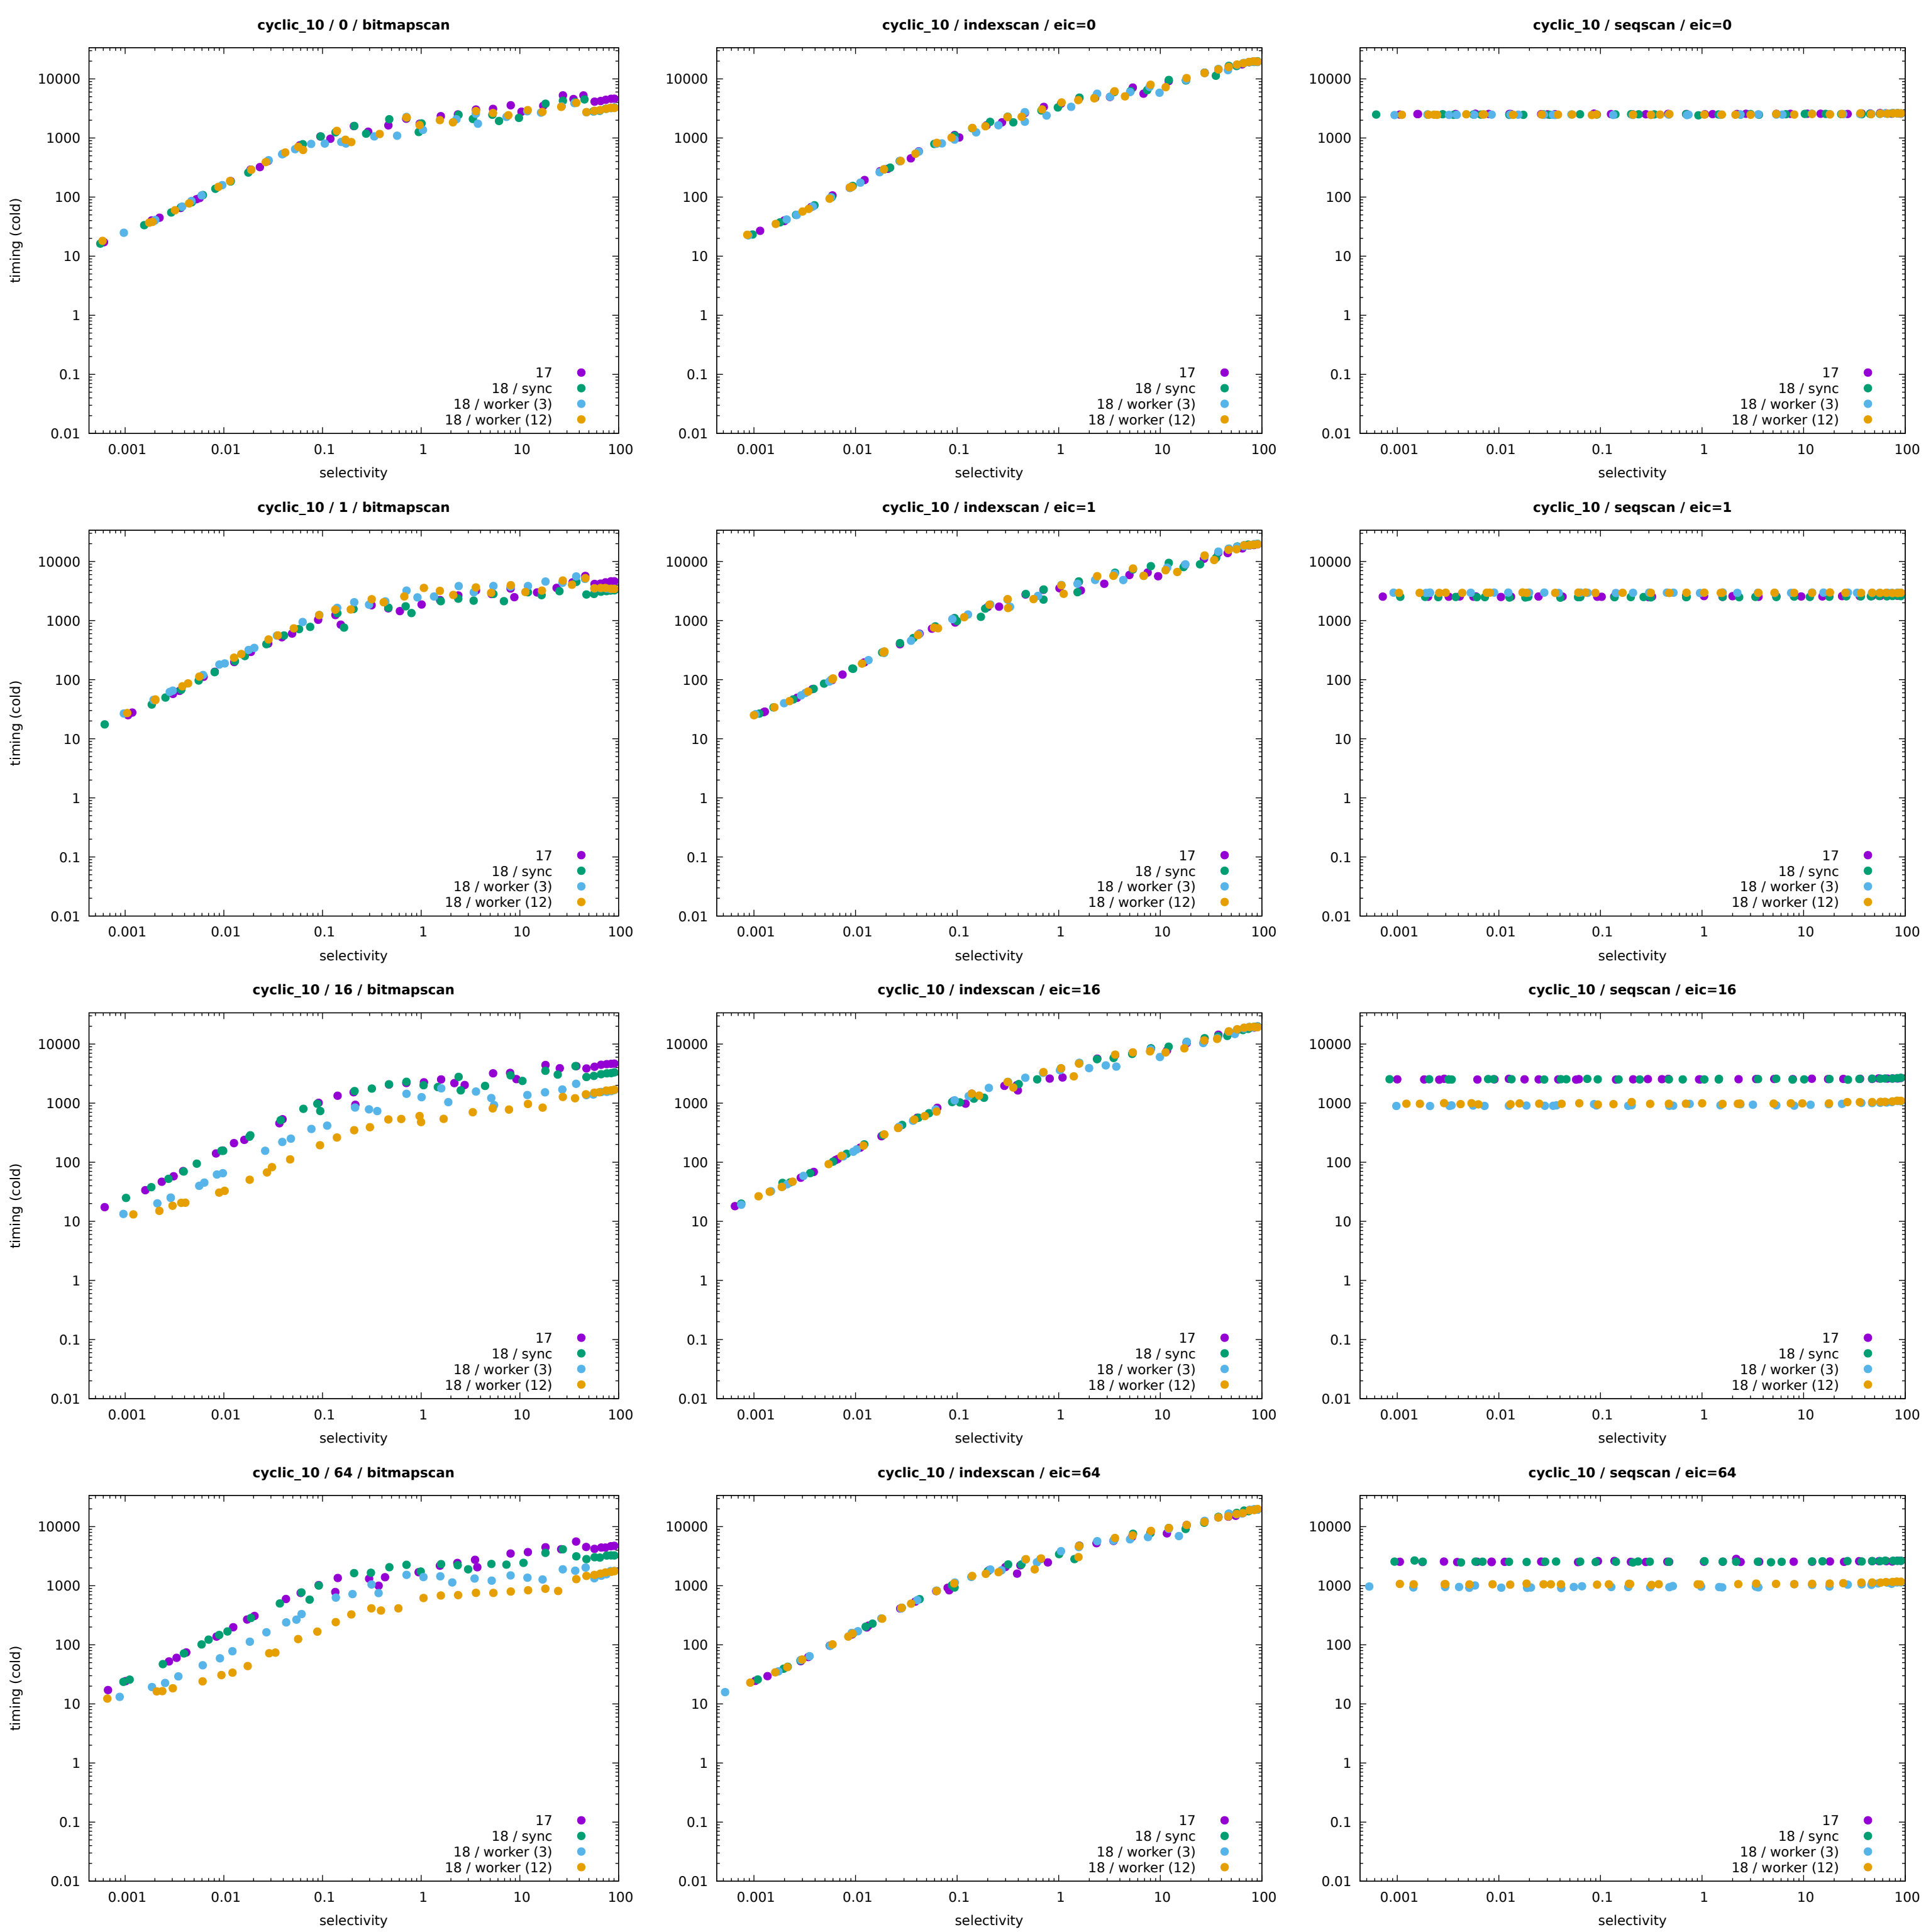 cyclic_10 / 0 / bitmapscan
timing (cold)
10000
1000
100
10
1
0.1
0.01
17
18 / sync
18 / worker (3)
18 / worker (12)
0.001 0.01 0.1 1 10 100
selectivity
cyclic_10 / indexscan / eic=0
10000
1000
100
10
1
0.1
0.01
17
18 / sync
18 / worker (3)
18 / worker (12)
0.001 0.01 0.1 1 10 100
selectivity
cyclic_10 / seqscan / eic=0
10000
1000
100
10
1
0.1
0.01
17
18 / sync
18 / worker (3)
18 / worker (12)
0.001 0.01 0.1 1 10 100
selectivity
cyclic_10 / 1 / bitmapscan
timing (cold)
10000
1000
100
10
1
0.1
0.01
17
18 / sync
18 / worker (3)
18 / worker (12)
0.001 0.01 0.1 1 10 100
selectivity
cyclic_10 / indexscan / eic=1
10000
1000
100
10
1
0.1
0.01
17
18 / sync
18 / worker (3)
18 / worker (12)
0.001 0.01 0.1 1 10 100
selectivity
cyclic_10 / seqscan / eic=1
10000
1000
100
10
1
0.1
0.01
17
18 / sync
18 / worker (3)
18 / worker (12)
0.001 0.01 0.1 1 10 100
selectivity
cyclic_10 / 16 / bitmapscan
timing (cold)
10000
1000
100
10
1
0.1
0.01
17
18 / sync
18 / worker (3)
18 / worker (12)
0.001 0.01 0.1 1 10 100
selectivity
cyclic_10 / indexscan / eic=16
10000
1000
100
10
1
0.1
0.01
17
18 / sync
18 / worker (3)
18 / worker (12)
0.001 0.01 0.1 1 10 100
selectivity
cyclic_10 / seqscan / eic=16
10000
1000
100
10
1
0.1
0.01
17
18 / sync
18 / worker (3)
18 / worker (12)
0.001 0.01 0.1 1 10 100
selectivity
cyclic_10 / 64 / bitmapscan
timing (cold)
10000
1000
100
10
1
0.1
0.01
17
18 / sync
18 / worker (3)
18 / worker (12)
0.001 0.01 0.1 1 10 100
selectivity
cyclic_10 / indexscan / eic=64
10000
1000
100
10
1
0.1
0.01
17
18 / sync
18 / worker (3)
18 / worker (12)
0.001 0.01 0.1 1 10 100
selectivity
cyclic_10 / seqscan / eic=64
10000
1000
100
10
1
0.1
0.01
17
18 / sync
18 / worker (3)
18 / worker (12)
0.001 0.01 0.1 1 10 100
selectivity